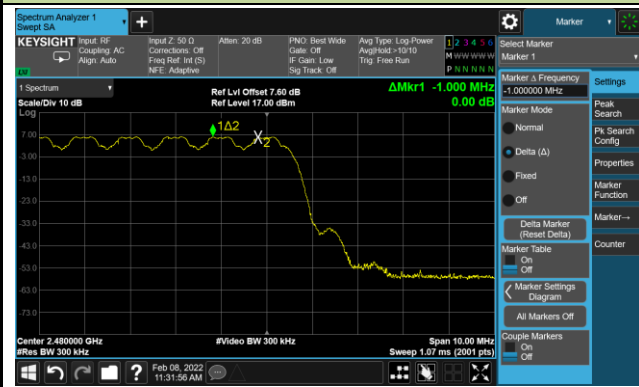 Spectrum Analyzer 1
Swept SA
Marker
KEYSIGHT
Input: RF
Coupling: AC
Align: Auto
Input Z: 50 Ω
Corrections: Off
Freq Ref: Int (S)
NFE: Adaptive
Atten: 20 dB
PNO: Best Wide
Gate: Off
IF Gain: Low
Sig Track: Off
Avg Type: Log-Power
Avg|Hold:>10/10
Trig: Free Run
1 2 3 4 5 6
M W W W W W
P N N N N N
LVI
Select Marker
Marker 1
1 Spectrum
Scale/Div 10 dB
Log
Ref Lvl Offset 7.60 dB
Ref Level 17.00 dBm
ΔMkr1 -1.000 MHz
0.00 dB
7.00
-3.00
-13.0
-23.0
-33.0
-43.0
-53.0
-63.0
-73.0
1Δ2
X2
Center 2.480000 GHz
#Res BW 300 kHz
#Video BW 300 kHz
Span 10.00 MHz
Sweep 1.07 ms (2001 pts)
Marker Δ Frequency
-1.000000 MHz
Marker Mode
Normal
Delta (Δ)
Fixed
Off
Delta Marker
(Reset Delta)
Marker Table
On
Off
Marker Settings
Diagram
All Markers Off
Couple Markers
On
Off
Settings
Peak
Search
Pk Search
Config
Properties
Marker
Function
Marker→
Counter
Feb 08, 2022
11:31:56 AM